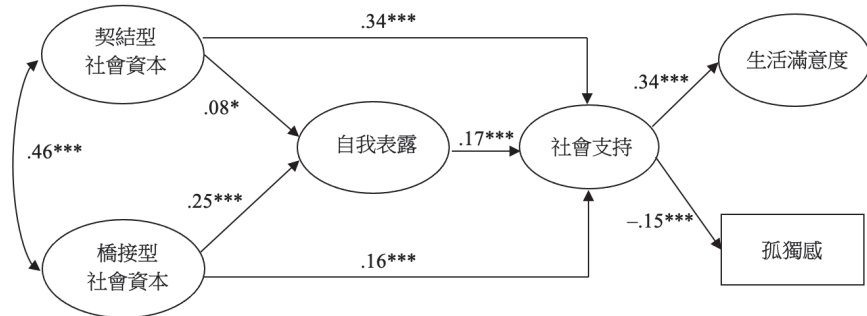 契結型
社會資本
.34***
生活滿意度
.34***
.08*
自我表露
.17***
社會支持
.46***
.25***
−.15***
橋接型
社會資本
.16***
孤獨感